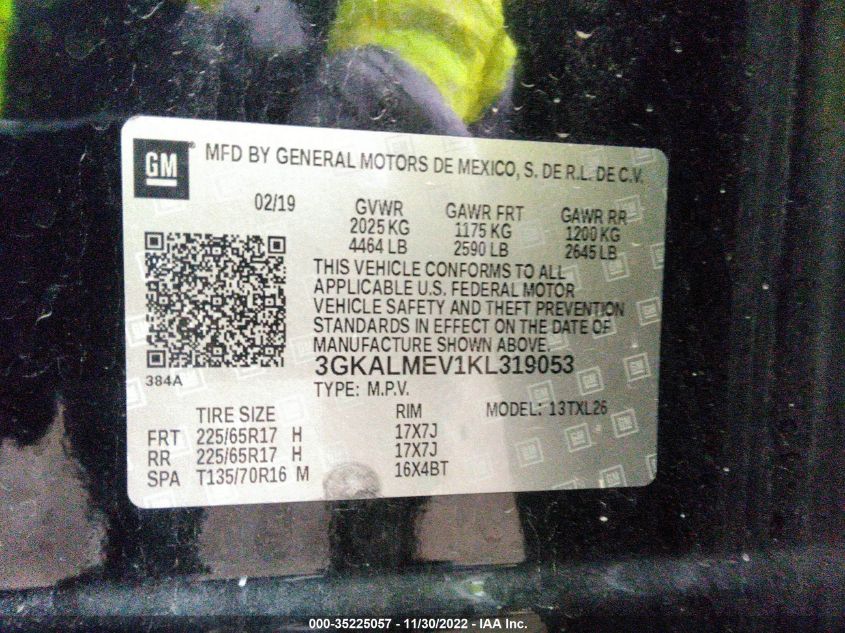 GM MFD BY GENERAL MOTORS DE MEXICO, S. DE R.L. DE C.V.
02/19 GVWR GAWR FRT GAWR RR
2025 KG 1175 KG 1200 KG
4464 LB 2590 LB 2645 LB
THIS VEHICLE CONFORMS TO ALL
APPLICABLE U.S. FEDERAL MOTOR
VEHICLE SAFETY AND THEFT PREVENTION
STANDARDS IN EFFECT ON THE DATE OF
MANUFACTURE SHOWN ABOVE.
3GKALMEV1KL319053
384A
TYPE: M.P.V.
TIRE SIZE RIM MODEL: 13TXL26
FRT 225/65R17 H 17X7J
RR 225/65R17 H 17X7J
SPA T135/70R16 M 16X4BT
000-35225057 - 11/30/2022 - IAA Inc.